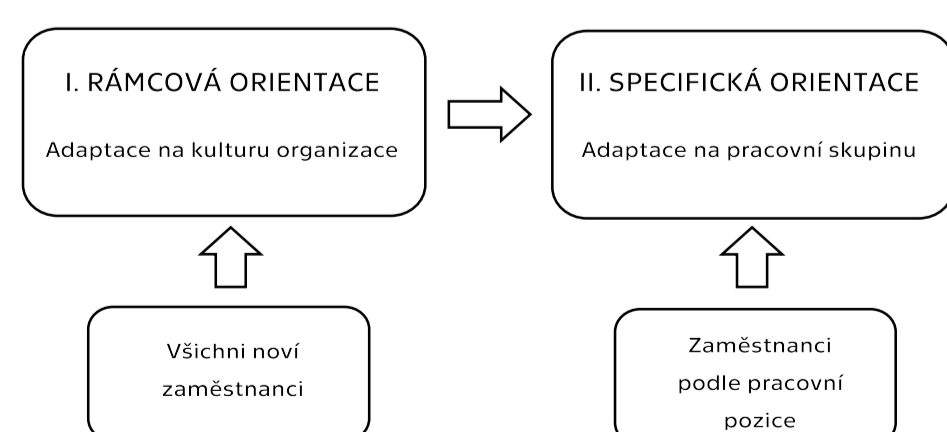 I. RÁMCOVÁ ORIENTACE
Adaptace na kulturu organizace
II. SPECIFICKÁ ORIENTACE
Adaptace na pracovní skupinu
Všichni noví
zaměstnanci
Zaměstnanci
podle pracovní
pozice